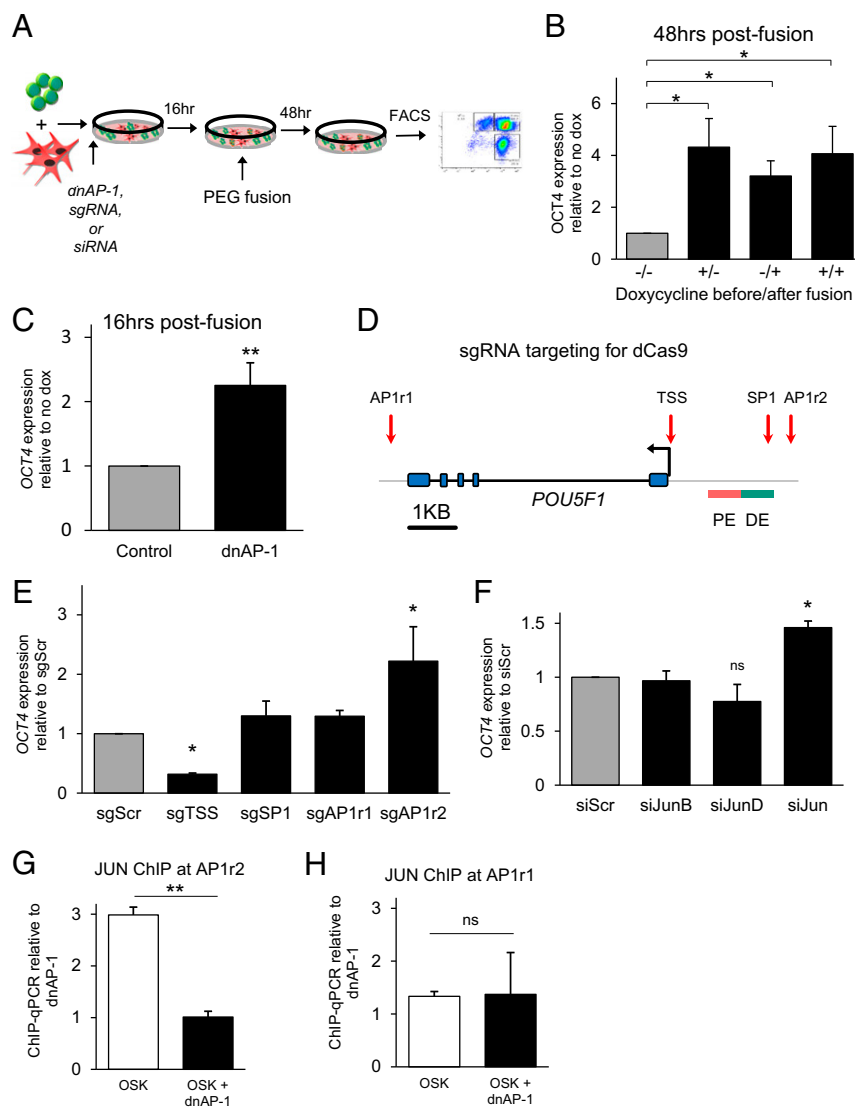 A
16hr
48hr
FACS
+
dnAP-1,
sgRNA,
or
siRNA
PEG fusion
B
48hrs post-fusion
*
*
*
OCT4 expression
relative to no dox
6
4
2
0
-/-
+/-
-/+
+/+
Doxycycline before/after fusion
C
16hrs post-fusion
**
OCT4 expression
relative to no dox
3
2
1
0
Control
dnAP-1
D
sgRNA targeting for dCas9
AP1r1
TSS
SP1
AP1r2
POU5F1
1KB
PE
DE
E
OCT4 expression
relative to sgScr
3
2
1
0
*
*
sgScr
sgTSS
sgSP1
sgAP1r1
sgAP1r2
F
OCT4 expression
relative to siScr
1.5
1
0.5
0
ns
*
siScr
siJunB
siJunD
siJun
G
JUN ChIP at AP1r2
**
ChIP-qPCR relative to
dnAP-1
3
2
1
0
OSK
OSK +
dnAP-1
H
JUN ChIP at AP1r1
ns
ChIP-qPCR relative to
dnAP-1
3
2
1
0
OSK
OSK +
dnAP-1